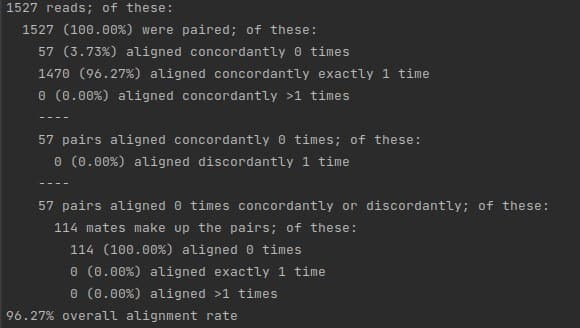 1527 reads; of these:
  1527 (100.00%) were paired; of these:
    57 (3.73%) aligned concordantly 0 times
    1470 (96.27%) aligned concordantly exactly 1 time
    0 (0.00%) aligned concordantly >1 times
    ----
    57 pairs aligned concordantly 0 times; of these:
      0 (0.00%) aligned discordantly 1 time
    ----
    57 pairs aligned 0 times concordantly or discordantly; of these:
      114 mates make up the pairs; of these:
        114 (100.00%) aligned 0 times
        0 (0.00%) aligned exactly 1 time
        0 (0.00%) aligned >1 times
96.27% overall alignment rate